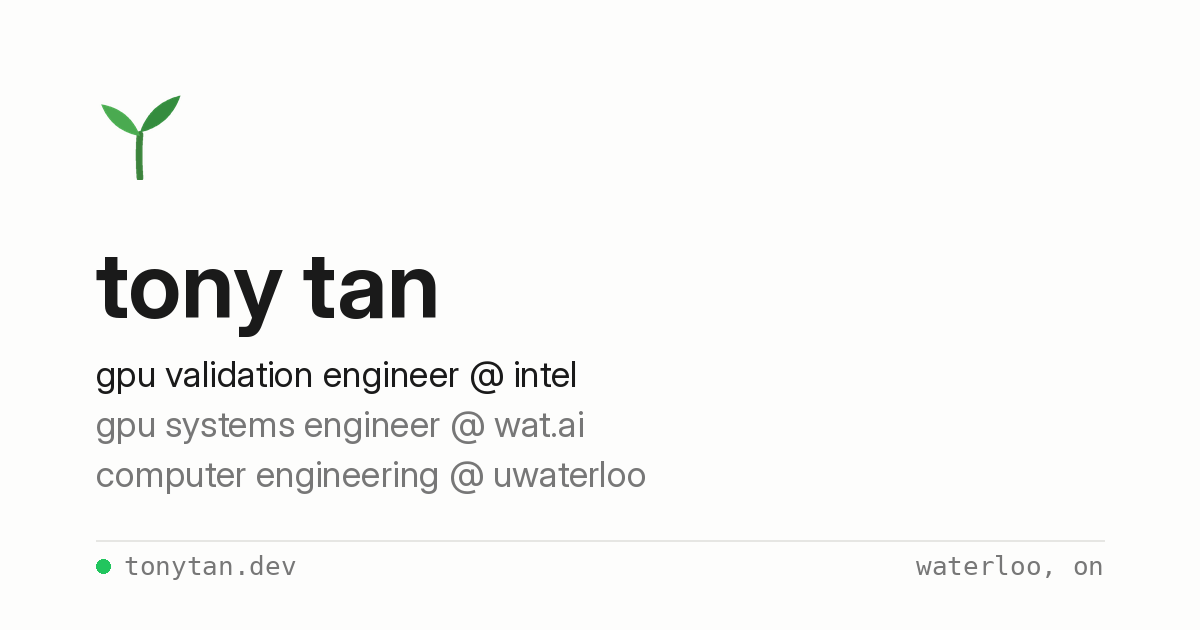 tony tan
gpu validation engineer @ intel
gpu systems engineer @ wat.ai
computer engineering @ uwaterloo
tonytan.dev
waterloo, on